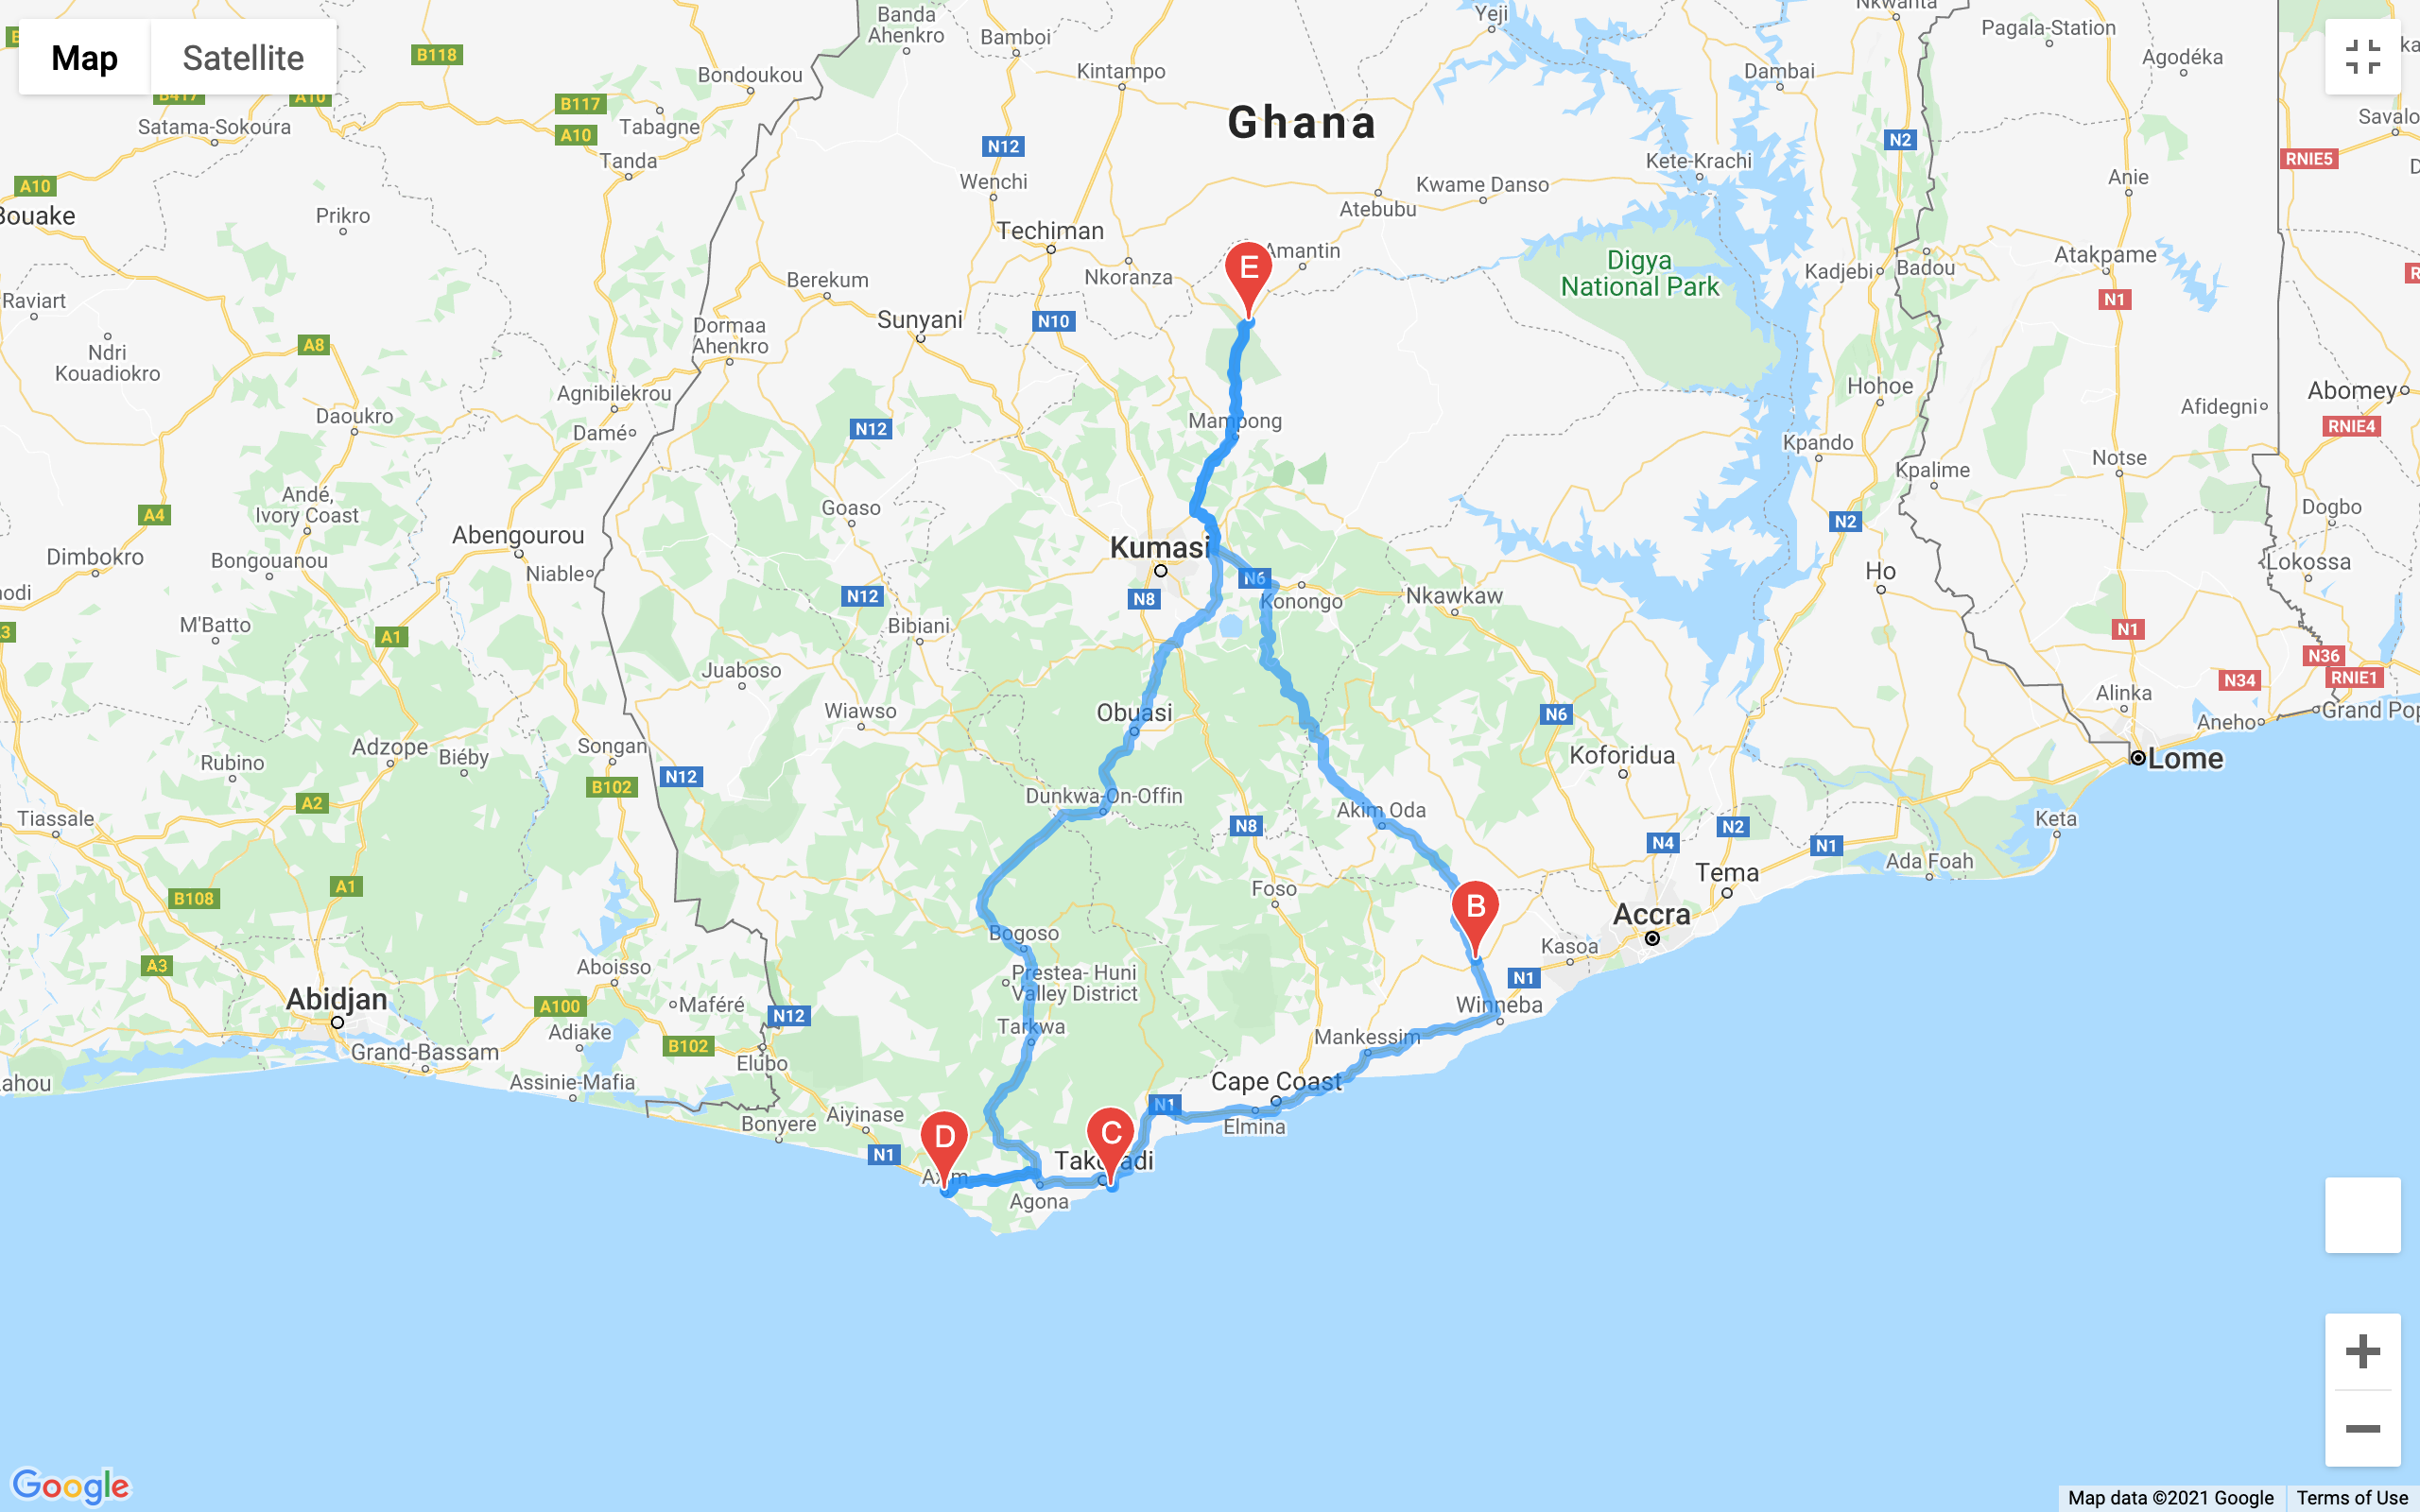 Map
Satellite
Banda
Ahenkro
Bamboi
Yeji
Nkwanta
Pagala-Station
Agodéka
B118
Bondoukou
Kintampo
Dambai
B417
A10
B117
Ghana
Satama-Sokoura
Tabagne
A10
N12
N2
Savalo
Tanda
Kete-Krachi
RNIE5
A10
Wenchi
Kwame Danso
Anie
Bouake
Prikro
Atebubu
Techiman
E
Amantin
Digya
National Park
Atakpame
Kadjebi
Badou
Nkoranza
Berekum
Raviart
N1
Sunyani
N10
Dormaa
Ahenkro
Ndri
Kouadiokro
A8
Hohoe
Abomey
Agnibilekrou
Afidegni
Daoukro
Mampong
RNIE4
N12
Damé
Kpando
Notse
Kpalime
Andé,
Ivory Coast
Goaso
Dogbo
A4
N2
Abengourou
Kumasi
Dimbokro
Bongouanou
Niable
N6
Ho
Lokossa
N12
N8
Konongo
Nkawkaw
M'Batto
A1
Bibiani
N1
N36
Juaboso
RNIE1
N34
Wiawso
Obuasi
N6
Alinka
Grand Pop
Aneho
Adzope
Biéby
Songan
Koforidua
Lome
Rubino
N12
B102
Dunkwa-On-Offin
A2
Akim Oda
Tiassale
N8
N2
Keta
N4
N1
Ada Foah
A1
Foso
Tema
B108
B
Accra
Bogoso
Kasoa
A3
Aboisso
Prestea- Huni
Valley District
N1
Abidjan
A100
Maféré
Winneba
N12
Tarkwa
Adiake
Mankessim
Grand-Bassam
B102
Elubo
Assinie-Mafia
Cape Coast
N1
Aiyinase
Bonyere
Elmina
D
C
N1
Takoradi
Axim
Agona
Google
Map data ©2021 Google
Terms of Use